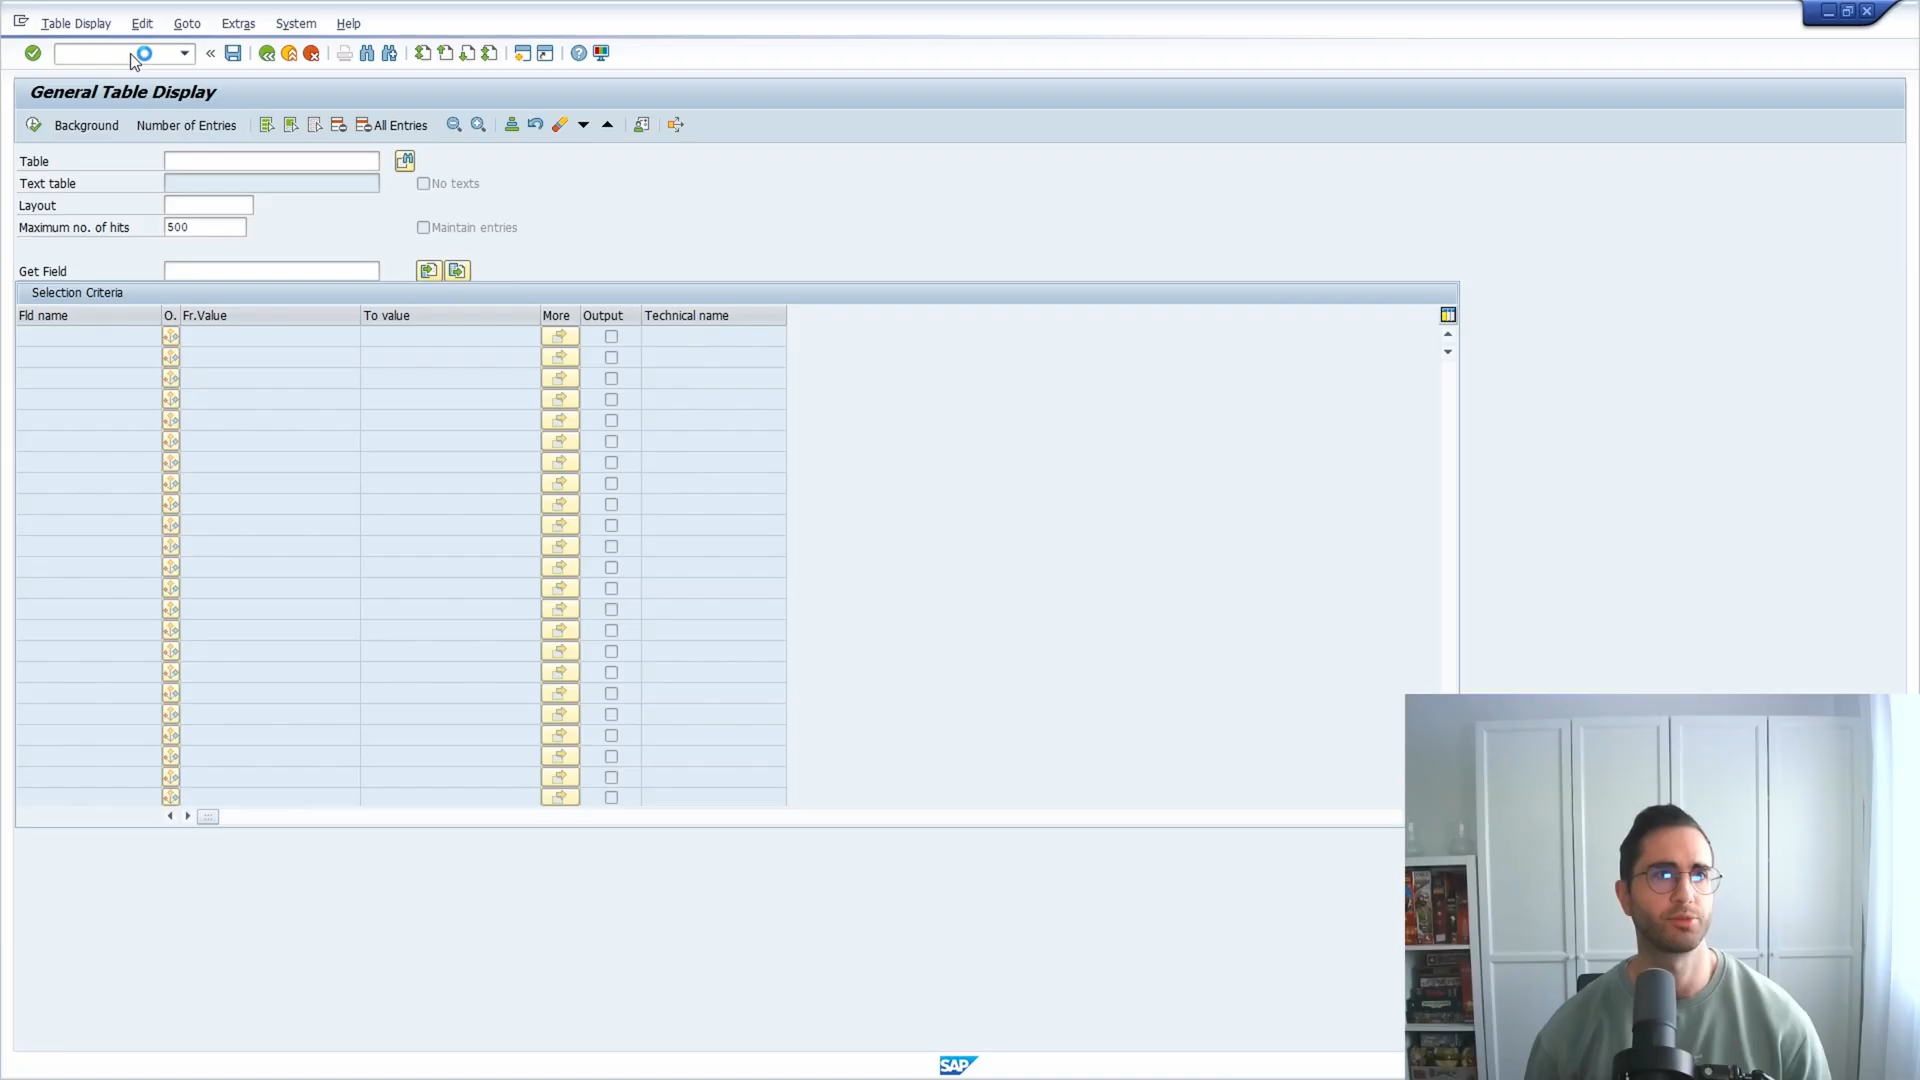 Table Display Edit Goto Extras System Help
«
General Table Display
Background Number of Entries All Entries
Table
Text table No texts
Layout
Maximum no. of hits 500 Maintain entries
Get Field
Selection Criteria
Fld name O. Fr.Value To value More Output Technical name
SAP